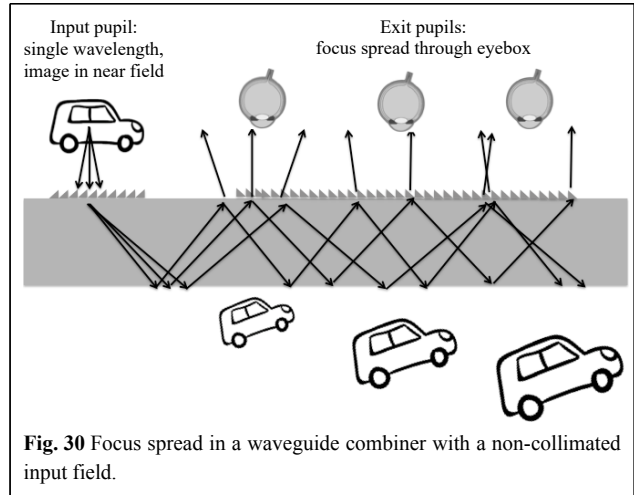 Input pupil:
single wavelength,
image in near field
Exit pupils:
focus spread through eyebox
Fig. 30 Focus spread in a waveguide combiner with a non-collimated
input field.